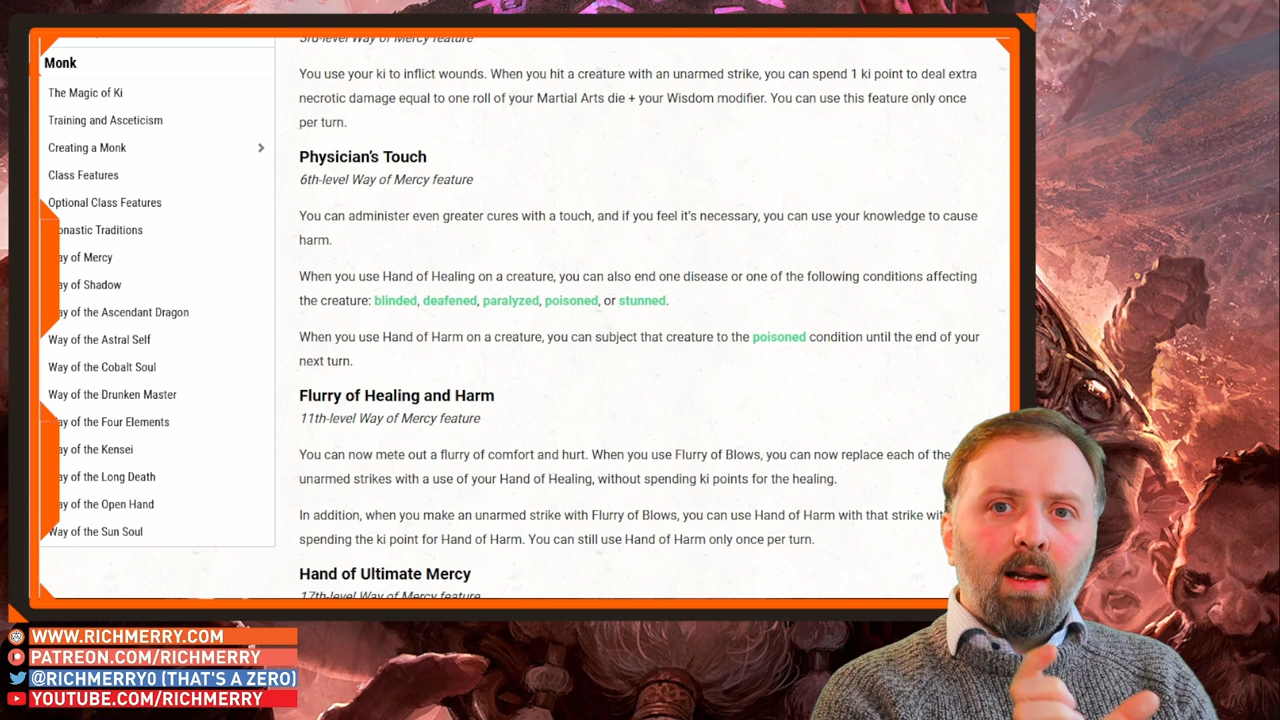 Monk
The Magic of Ki
Training and Asceticism
Creating a Monk
Class Features
Optional Class Features
onastic Traditions
ay of Mercy
ay of Shadow
ay of the Ascendant Dragon
Way of the Astral Self
Way of the Cobalt Soul
Way of the Drunken Master
ay of the Four Elements
ay of the Kensei
ay of the Long Death
ay of the Open Hand
Way of the Sun Soul
3rd-level Way of Mercy feature
You use your ki to inflict wounds. When you hit a creature with an unarmed strike, you can spend 1 ki point to deal extra
necrotic damage equal to one roll of your Martial Arts die + your Wisdom modifier. You can use this feature only once
per turn.
Physician's Touch
6th-level Way of Mercy feature
You can administer even greater cures with a touch, and if you feel it's necessary, you can use your knowledge to cause
harm.
When you use Hand of Healing on a creature, you can also end one disease or one of the following conditions affecting
the creature: blinded, deafened, paralyzed, poisoned, or stunned.
When you use Hand of Harm on a creature, you can subject that creature to the poisoned condition until the end of your
next turn.
Flurry of Healing and Harm
11th-level Way of Mercy feature
You can now mete out a flurry of comfort and hurt. When you use Flurry of Blows, you can now replace each of the
unarmed strikes with a use of your Hand of Healing, without spending ki points for the healing.
In addition, when you make an unarmed strike with Flurry of Blows, you can use Hand of Harm with that strike wit
spending the ki point for Hand of Harm. You can still use Hand of Harm only once per turn.
Hand of Ultimate Mercy
17th-level Way of Mercy feature
WWW.RICHMERRY.COM
PATREON.COM/RICHMERRY
@RICHMERRY0 (THAT'S A ZERO)
YOUTUBE.COM/RICHMERRY